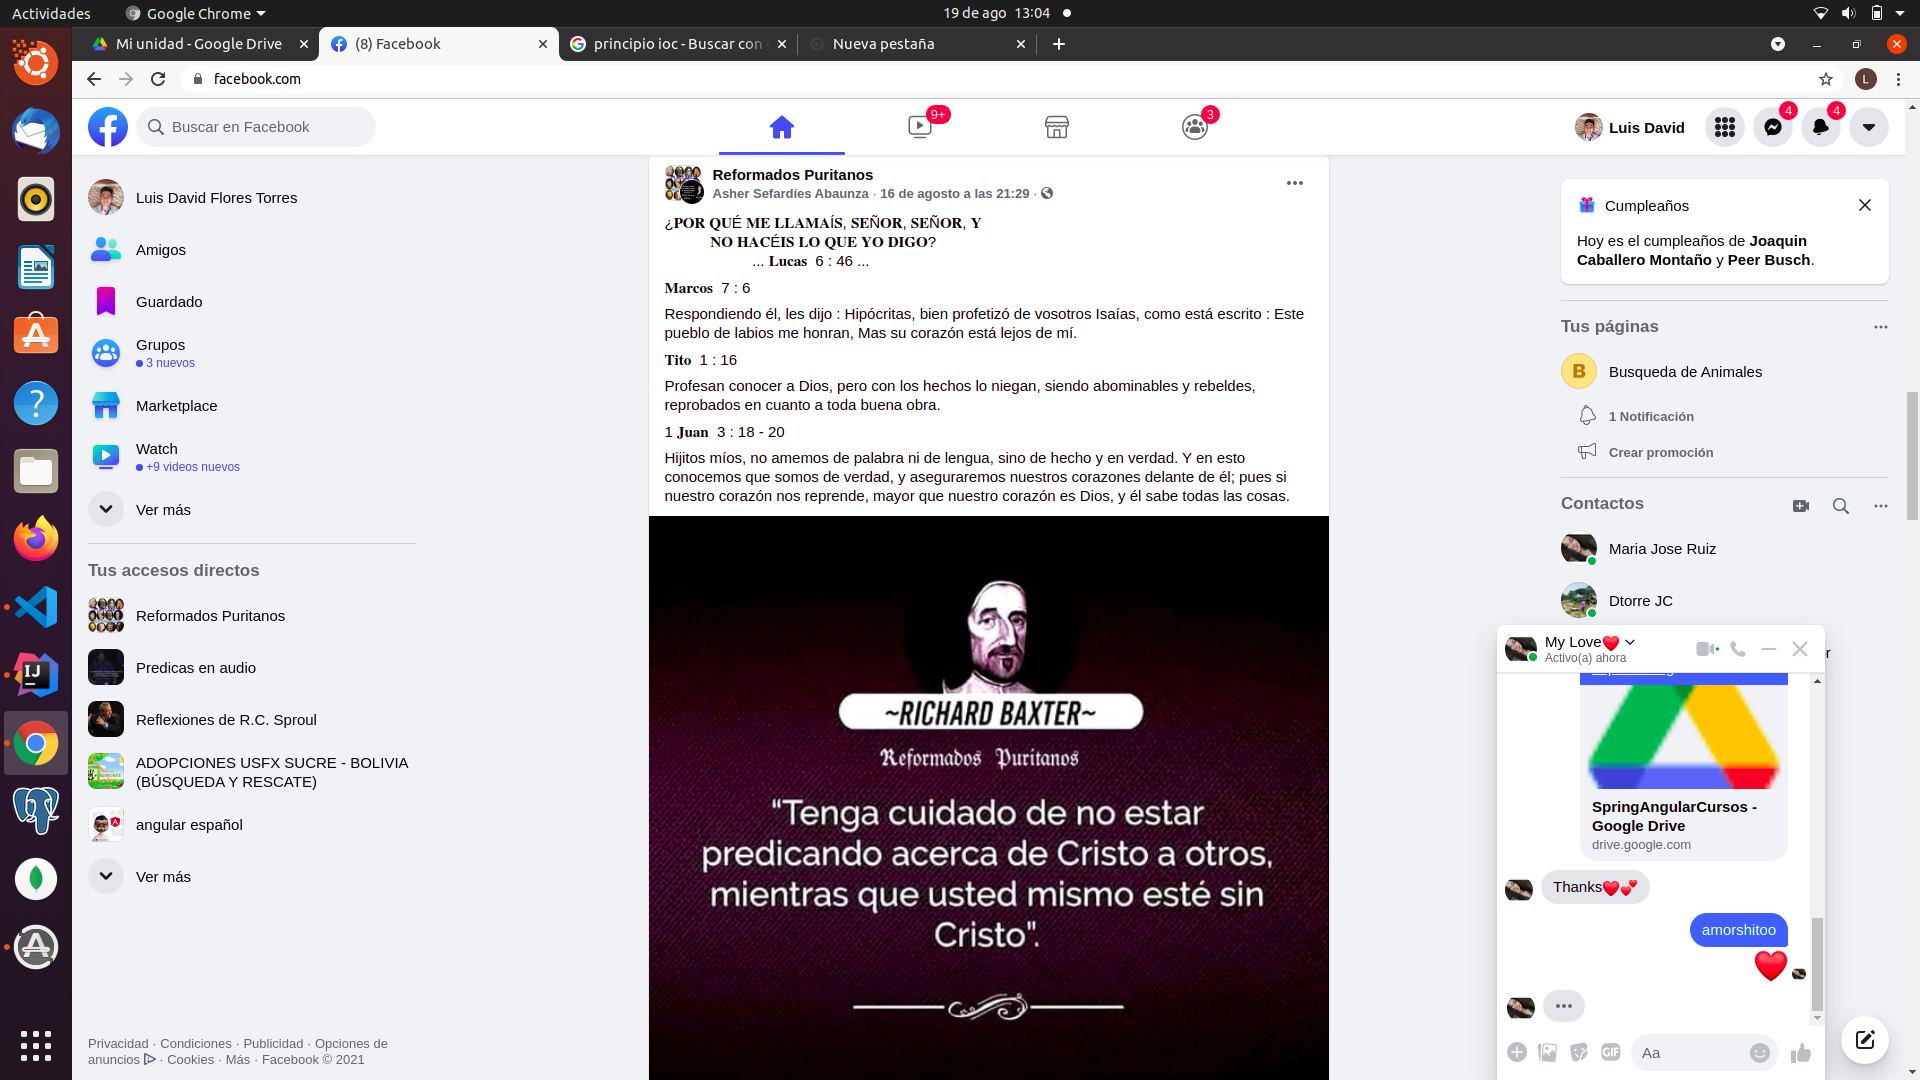 Actividades
Google Chrome
19 de ago 13:04
Mi unidad - Google Drive
(8) Facebook
principio ioc - Buscar con
Nueva pestaña
facebook.com
L
Buscar en Facebook
9+
3
Luis David
4
4
Luis David Flores Torres
Amigos
Guardado
Grupos
3 nuevos
Marketplace
Watch
+9 videos nuevos
Ver más
Tus accesos directos
Reformados Puritanos
Predicas en audio
Reflexiones de R.C. Sproul
ADOPCIONES USFX SUCRE - BOLIVIA
(BÚSQUEDA Y RESCATE)
angular español
Ver más
Privacidad · Condiciones · Publicidad · Opciones de
anuncios · Cookies · Más · Facebook © 2021
Reformados Puritanos
Asher Sefardíes Abaunza · 16 de agosto a las 21:29 ·
¿POR QUÉ ME LLAMAÍS, SEÑOR, SEÑOR, Y
NO HACÉIS LO QUE YO DIGO?
... Lucas 6 : 46 ...
Marcos 7 : 6
Respondiendo él, les dijo : Hipócritas, bien profetizó de vosotros Isaías, como está escrito : Este
pueblo de labios me honran, Mas su corazón está lejos de mí.
Tito 1 : 16
Profesan conocer a Dios, pero con los hechos lo niegan, siendo abominables y rebeldes,
reprobados en cuanto a toda buena obra.
1 Juan 3 : 18 - 20
Hijitos míos, no amemos de palabra ni de lengua, sino de hecho y en verdad. Y en esto
conocemos que somos de verdad, y aseguraremos nuestros corazones delante de él; pues si
nuestro corazón nos reprende, mayor que nuestro corazón es Dios, y él sabe todas las cosas.
~RICHARD BAXTER~
Reformados Puritanos
“Tenga cuidado de no estar
predicando acerca de Cristo a otros,
mientras que usted mismo esté sin
Cristo”.
Cumpleaños
Hoy es el cumpleaños de Joaquin
Caballero Montaño y Peer Busch.
Tus páginas
B
Busqueda de Animales
1 Notificación
Crear promoción
Contactos
Maria Jose Ruiz
Dtorre JC
My Love❤️
Activo(a) ahora
SpringAngularCursos -
Google Drive
drive.google.com
Thanks❤️💕
amorshitoo
❤️
GIF
Aa